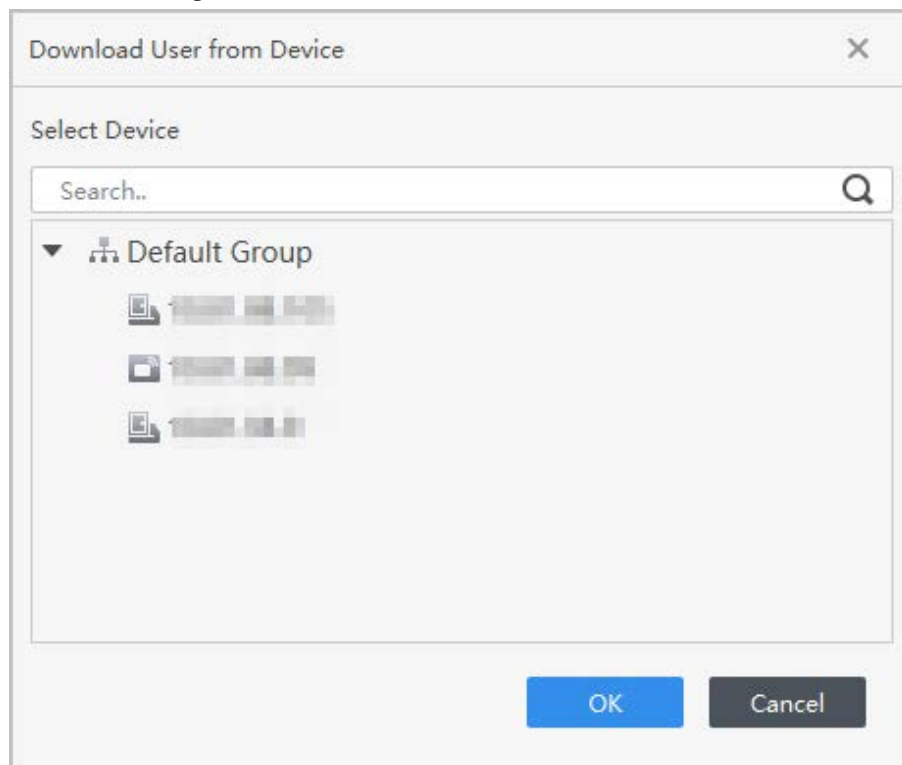 Download User from Device
Select Device
Search..
Default Group
OK
Cancel